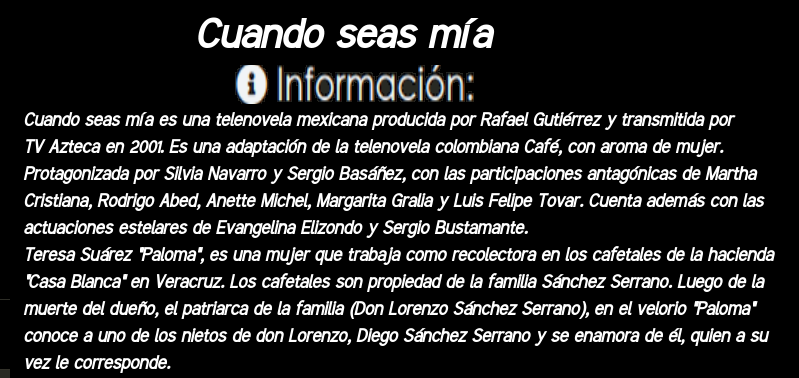 Cuando seas mía
Información:
Cuando seas mía es una telenovela mexicana producida por Rafael Gutiérrez y transmitida por
TV Azteca en 2001. Es una adaptación de la telenovela colombiana Café, con aroma de mujer.
Protagonizada por Silvia Navarro y Sergio Basáñez, con las participaciones antagónicas de Martha
Cristiana, Rodrigo Abed, Anette Michel, Margarita Gralia y Luis Felipe Tovar. Cuenta además con las
actuaciones estelares de Evangelina Elizondo y Sergio Bustamante.
Teresa Suárez "Paloma", es una mujer que trabaja como recolectora en los cafetales de la hacienda
"Casa Blanca" en Veracruz. Los cafetales son propiedad de la familia Sánchez Serrano. Luego de la
muerte del dueño, el patriarca de la familia (Don Lorenzo Sánchez Serrano), en el velorio "Paloma"
conoce a uno de los nietos de don Lorenzo, Diego Sánchez Serrano y se enamora de él, quien a su
vez le corresponde.